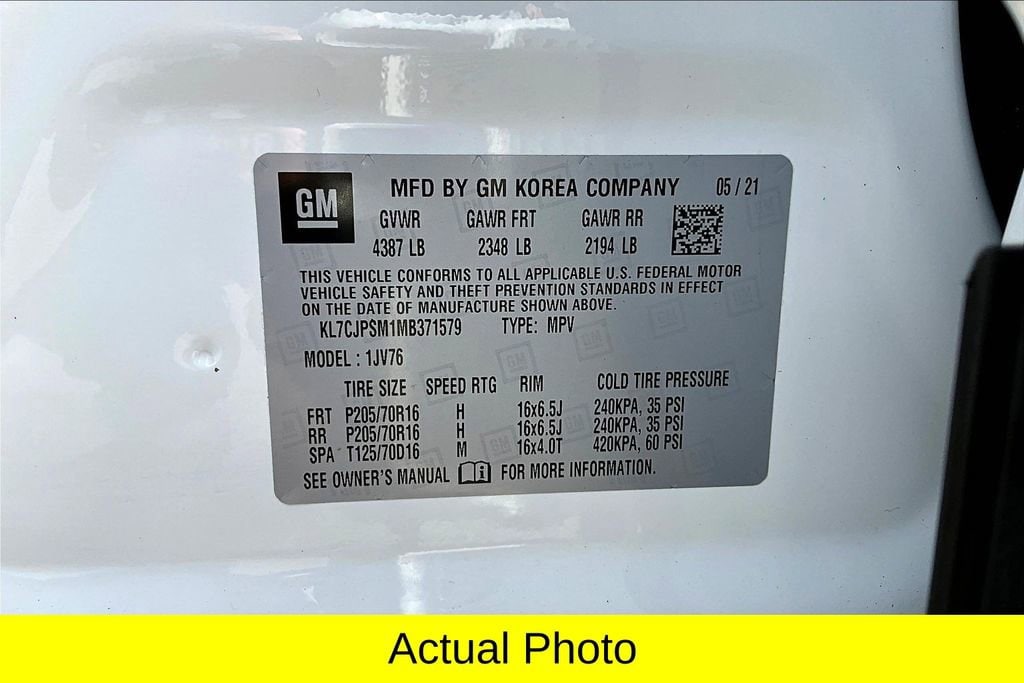 GM
MFD BY GM KOREA COMPANY 05 / 21
GVWR GAWR FRT GAWR RR
4387 LB 2348 LB 2194 LB
THIS VEHICLE CONFORMS TO ALL APPLICABLE U.S. FEDERAL MOTOR
VEHICLE SAFETY AND THEFT PREVENTION STANDARDS IN EFFECT
ON THE DATE OF MANUFACTURE SHOWN ABOVE.
KL7CJPSM1MB371579 TYPE: MPV
MODEL : 1JV76
TIRE SIZE SPEED RTG RIM COLD TIRE PRESSURE
FRT P205/70R16 H 16x6.5J 240KPA, 35 PSI
RR P205/70R16 H 16x6.5J 240KPA, 35 PSI
SPA T125/70D16 M 16x4.0T 420KPA, 60 PSI
SEE OWNER'S MANUAL FOR MORE INFORMATION.
Actual Photo